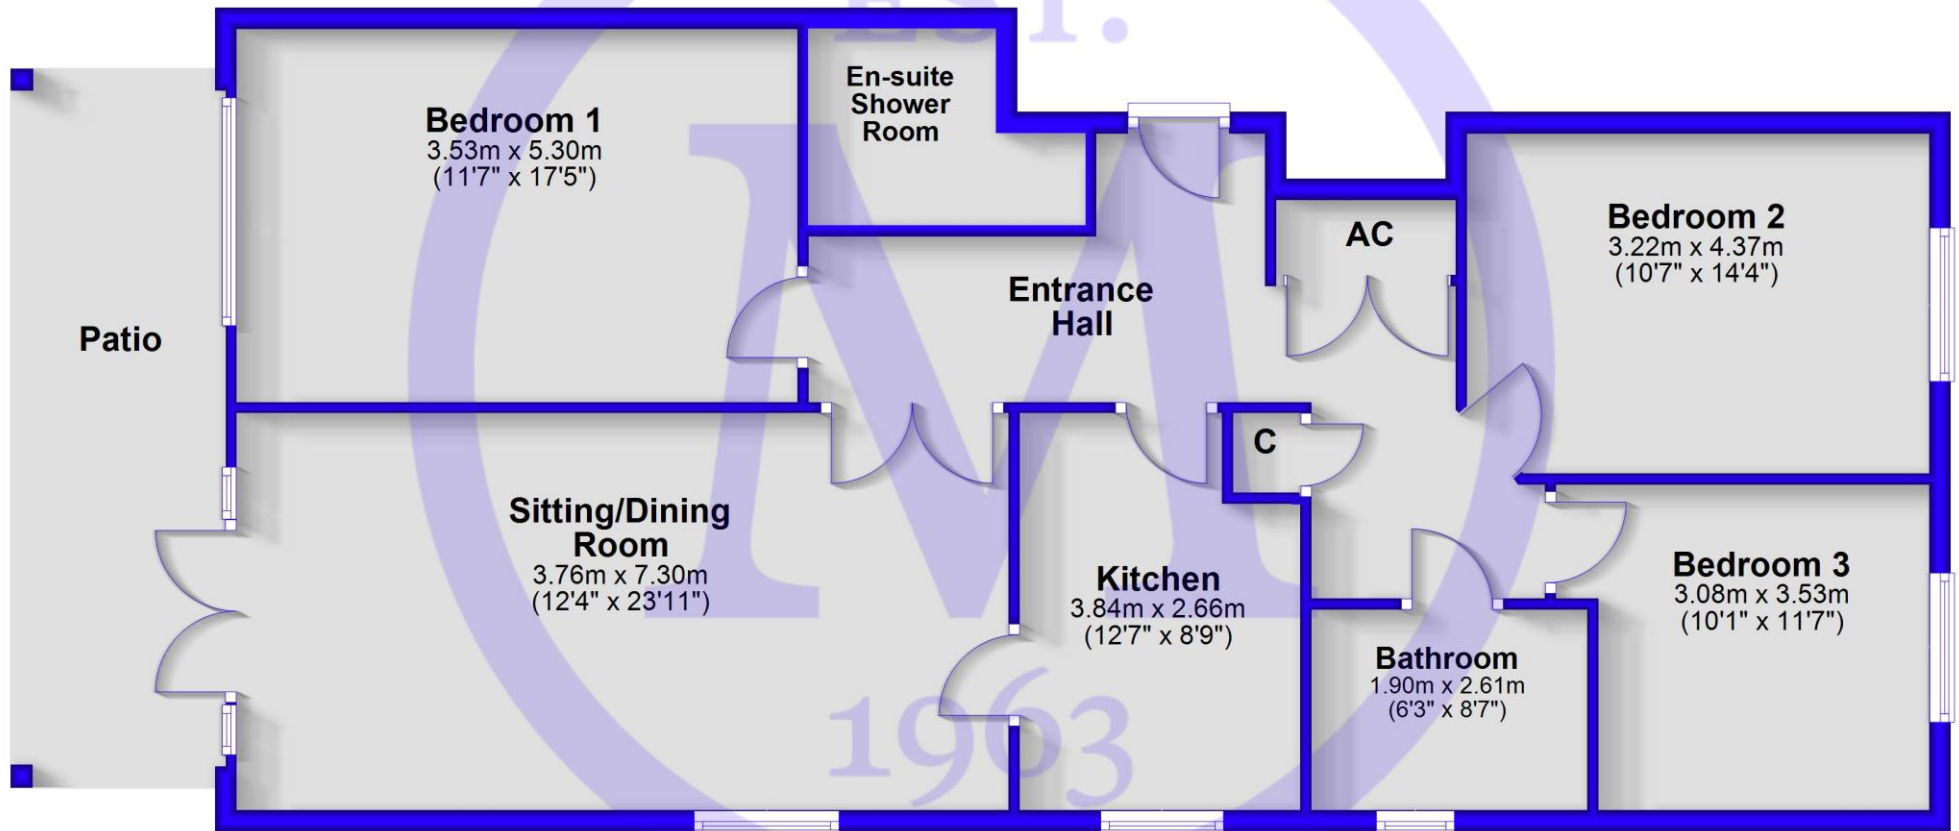 EST.
En-suite
Shower
Room
Bedroom 1
3.53m x 5.30m
(11'7" x 17'5")
Bedroom 2
3.22m x 4.37m
(10'7" x 14'4")
AC
Entrance
Hall
Patio
C
Sitting/Dining
Room
3.76m x 7.30m
(12'4" x 23'11")
Kitchen
3.84m x 2.66m
(12'7" x 8'9")
Bedroom 3
3.08m x 3.53m
(10'1" x 11'7")
Bathroom
1.90m x 2.61m
(6'3" x 8'7")
M
1963